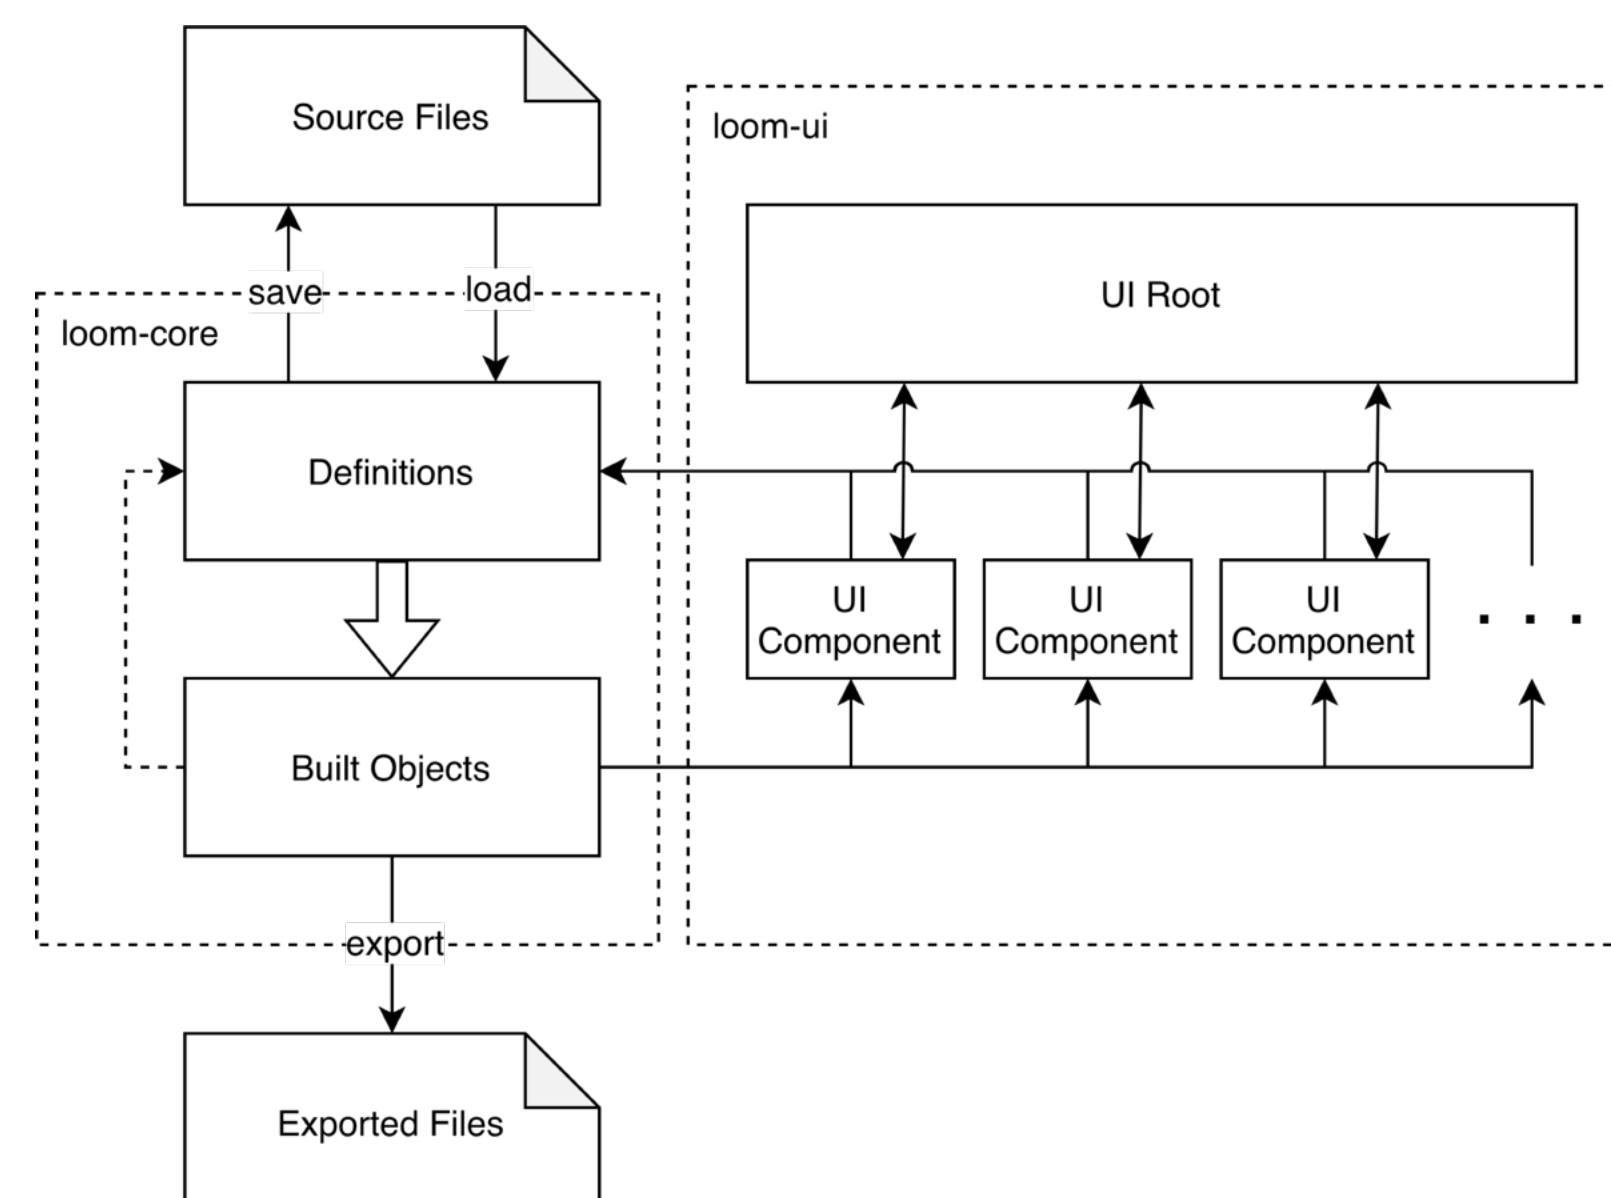 Source Files
loom-ui
save
load
loom-core
UI Root
Definitions
UI
Component
UI
Component
UI
Component
. . .
Built Objects
export
Exported Files